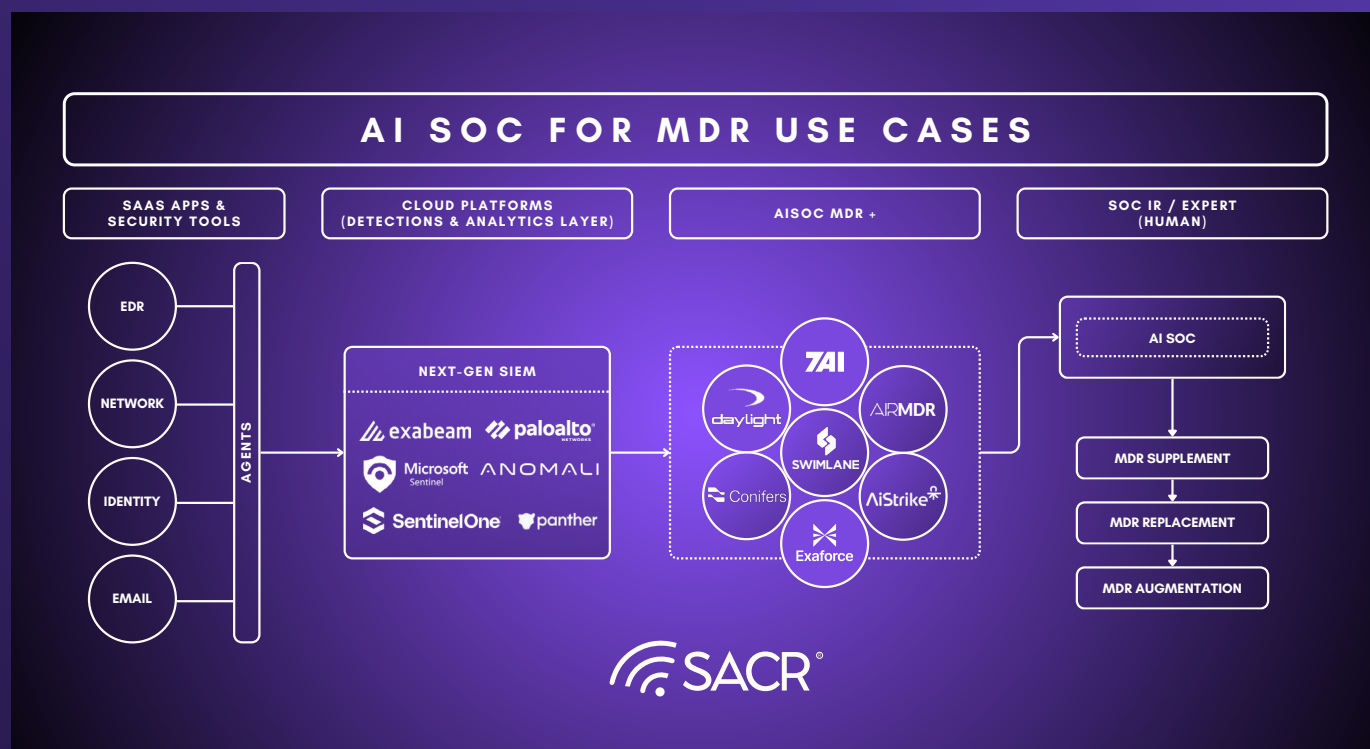 AI SOC FOR MDR USE CASES
SAAS APPS &
SECURITY TOOLS
CLOUD PLATFORMS
(DETECTIONS & ANALYTICS LAYER)
AISOC MDR +
SOC IR / EXPERT
(HUMAN)
EDR
NETWORK
IDENTITY
EMAIL
AGENTS
NEXT-GEN SIEM
exabeam
paloalto®
NETWORKS
Microsoft
Sentinel
ANOMALI
SentinelOne
panther
7AI
daylight
AIRMDR
SWIMLANE
Conifers
AiStrike
Exaforce
AI SOC
MDR SUPPLEMENT
MDR REPLACEMENT
MDR AUGMENTATION
SACR®